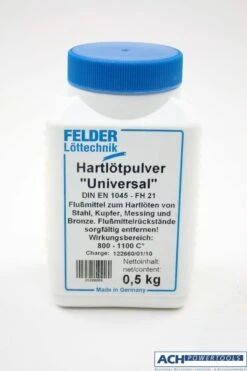 FELDER
Löttechnik
Hartlötpulver
"Universal"
DIN EN 1045 - FH 21
Flußmittel zum Hartlöten von
Stahl, Kupfer, Messing und
Bronze. Flußmittelrückstände
sorgfältig entfernen!
Wirkungsbereich:
800 - 1100 C°
Charge: 122660/01/10
Nettoinhalt:
net/content:
0,5 kg
Made in Germany
ACH POWERTOOLS